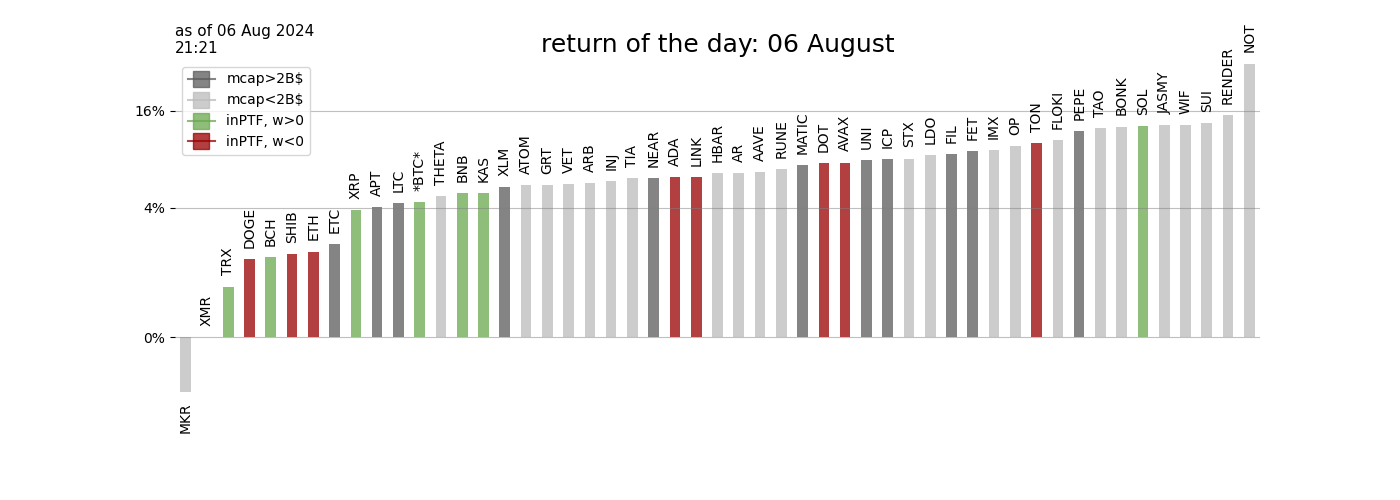 as of 06 Aug 2024
21:21
return of the day: 06 August
mcap>2B$
mcap<2B$
inPTF, w>0
inPTF, w<0
16%
4%
0%
MKR
XMR
TRX
DOGE
BCH
SHIB
ETH
ETC
XRP
APT
LTC
*BTC*
THETA
BNB
KAS
XLM
ATOM
GRT
VET
ARB
INJ
TIA
NEAR
ADA
LINK
HBAR
AR
AAVE
RUNE
MATIC
DOT
AVAX
UNI
ICP
STX
LDO
FIL
FET
IMX
OP
TON
FLOKI
PEPE
TAO
BONK
SOL
JASMY
WIF
SUI
RENDER
NOT